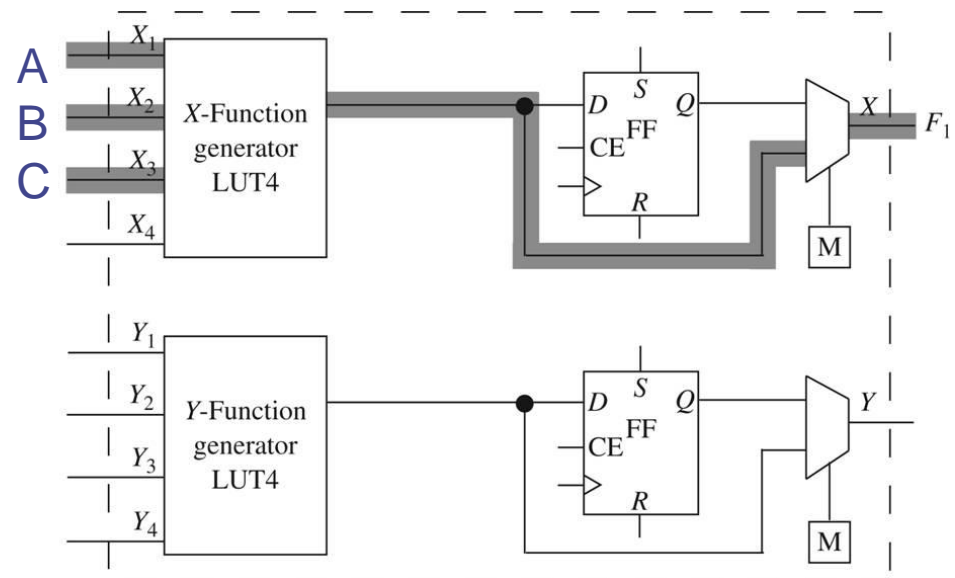 A
B
C
X1
X2
X3
X4
X-Function
generator
LUT4
S
D
Q
FF
CE
R
X
F1
M
Y1
Y2
Y3
Y4
Y-Function
generator
LUT4
S
D
Q
FF
CE
R
Y
M